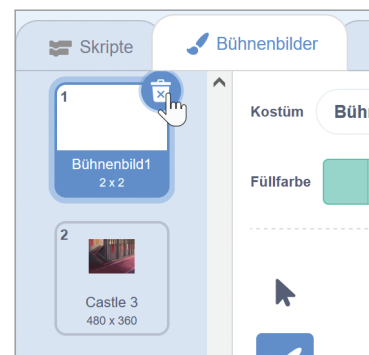 Skripte
Bühnenbilder
1
Bühnenbild1
2 x 2
2
Castle 3
480 x 360
Kostüm
Füllfarbe